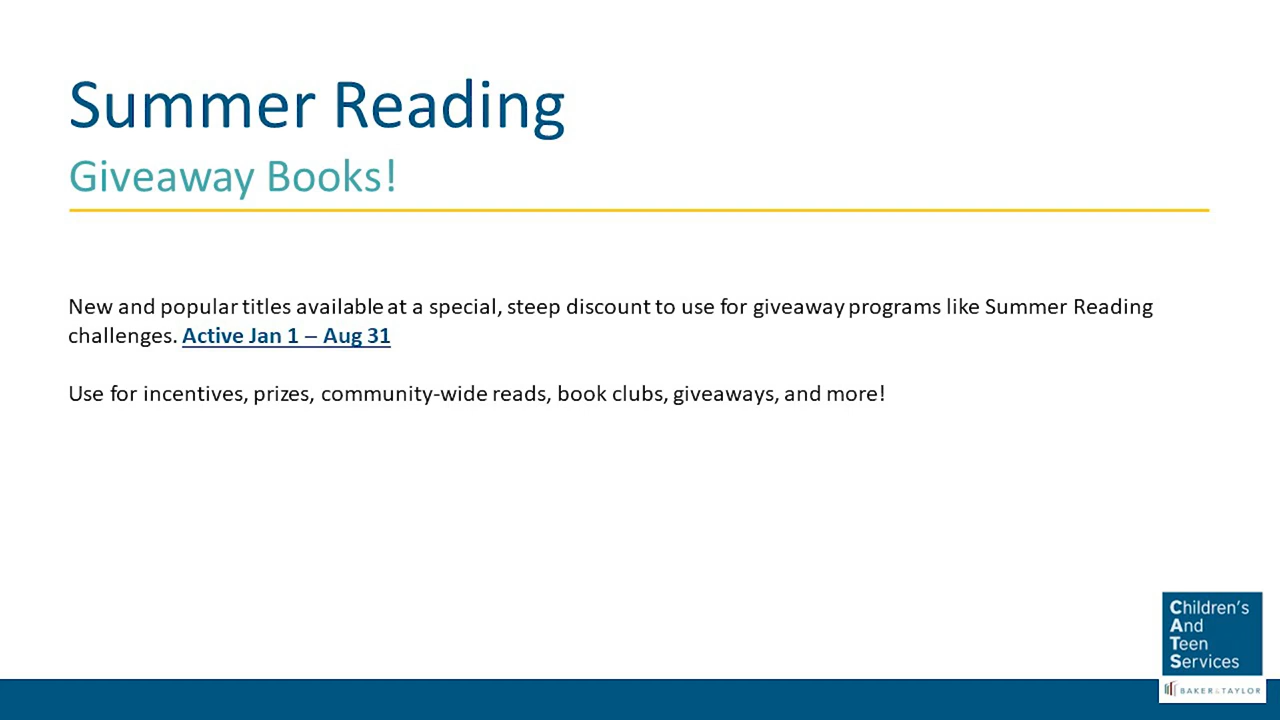 Summer Reading
Giveaway Books!
New and popular titles available at a special, steep discount to use for giveaway programs like Summer Reading
challenges. Active Jan 1 – Aug 31
Use for incentives, prizes, community-wide reads, book clubs, giveaways, and more!
Children's
And
Teen
Services
BAKER & TAYLOR